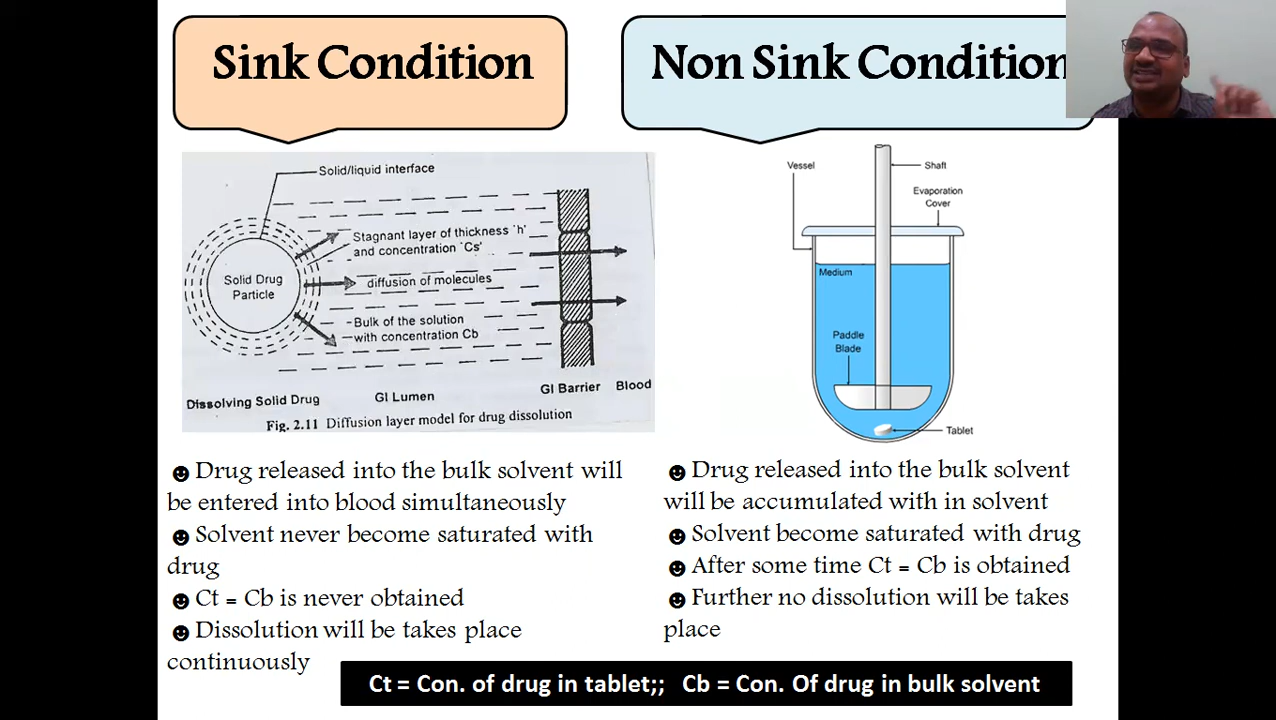 Sink Condition
Non Sink Condition
Solid/liquid interface
Stagnant layer of thickness 'h'
and concentration 'Cs'
Solid Drug
Particle
diffusion of molecules
Bulk of the solution
with concentration Cb
Dissolving Solid Drug
GI Lumen
GI Barrier
Blood
Fig. 2.11 Diffusion layer model for drug dissolution
Vessel
Shaft
Evaporation
Cover
Medium
Paddle
Blade
Tablet
☻Drug released into the bulk solvent will
be entered into blood simultaneously
☻Solvent never become saturated with
drug
☻Ct = Cb is never obtained
☻Dissolution will be takes place
continuously
☻Drug released into the bulk solvent
will be accumulated with in solvent
☻Solvent become saturated with drug
☻After some time Ct = Cb is obtained
☻Further no dissolution will be takes
place
Ct = Con. of drug in tablet;; Cb = Con. Of drug in bulk solvent